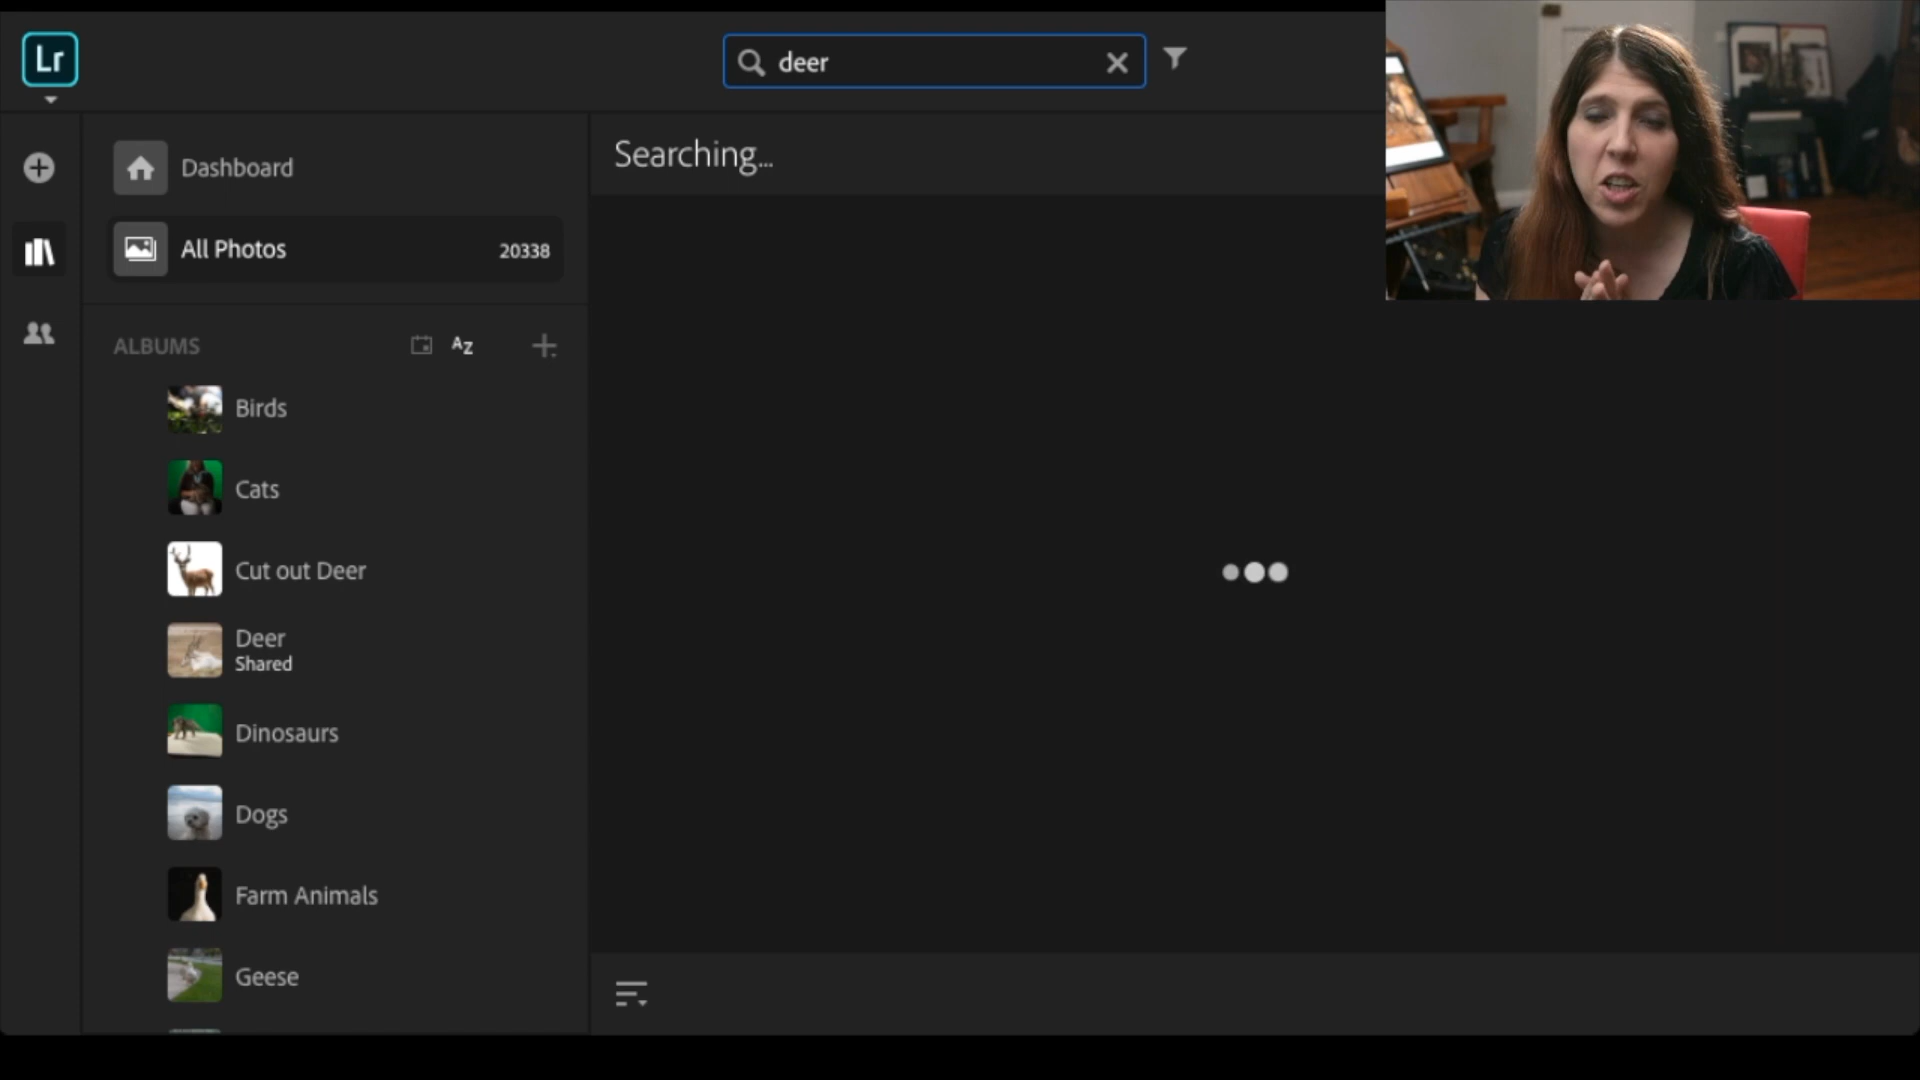 Lr
deer
Dashboard
All Photos
20338
Searching...
ALBUMS
AZ
Birds
Cats
Cut out Deer
Deer
Shared
Dinosaurs
Dogs
Farm Animals
Geese